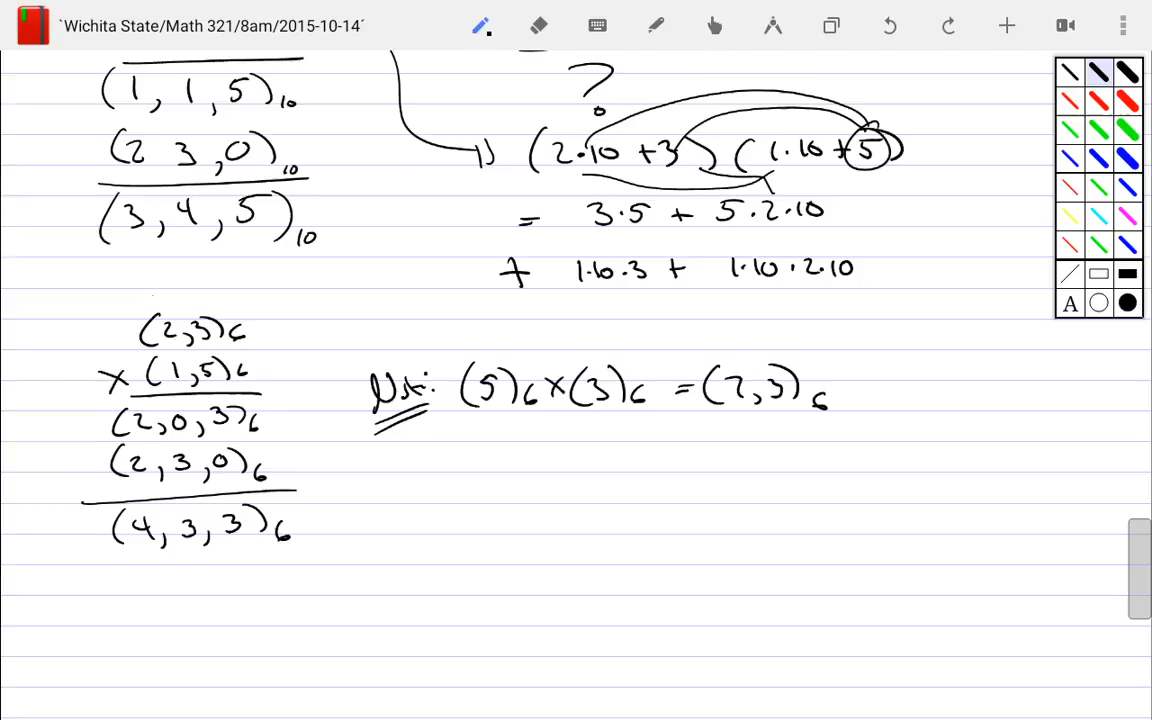 `Wichita State/Math 321/8am/2015-10-14´
(1, 1, 5)₁₀
(2 3, 0)₁₀
(3, 4, 5)₁₀
?
1) (2·10 + 3) (1·10 + 5)
= 3·5 + 5·2·10
+ 1·10·3 + 1·10·2·10
(2,3)₆
× (1,5)₆
(2,0,3)₆
(2,3,0)₆
(4,3,3)₆
Note: (5)₆ × (3)₆ = (2,3)₆
A